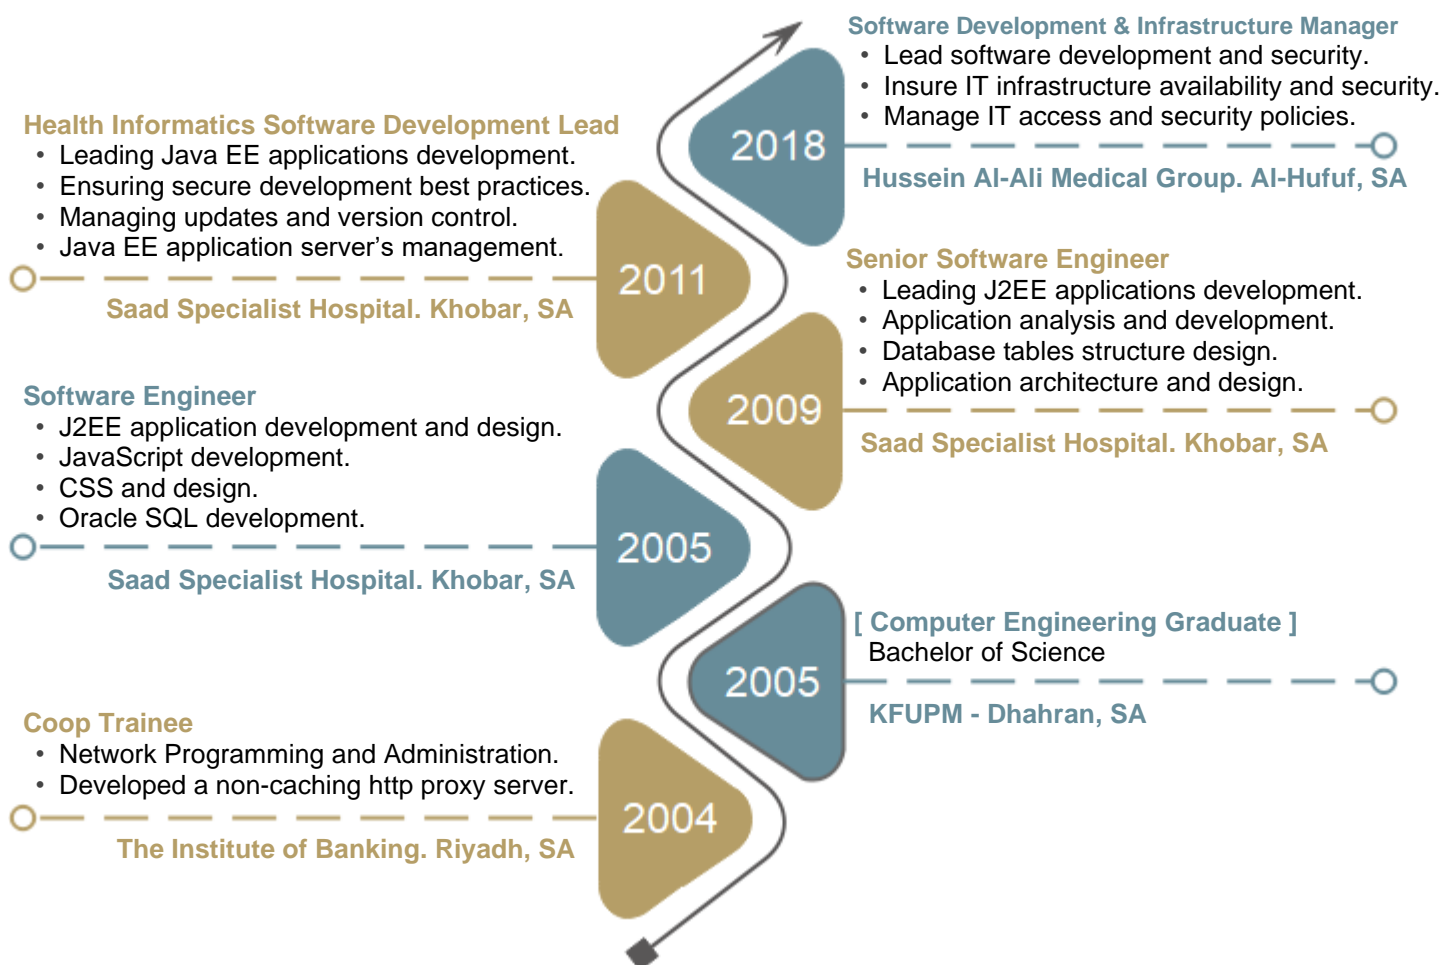 Software Development & Infrastructure Manager
• Lead software development and security.
• Insure IT infrastructure availability and security.
• Manage IT access and security policies.
2018
Hussein Al-Ali Medical Group. Al-Hufuf, SA
Health Informatics Software Development Lead
• Leading Java EE applications development.
• Ensuring secure development best practices.
• Managing updates and version control.
• Java EE application server’s management.
2011
Saad Specialist Hospital. Khobar, SA
Senior Software Engineer
• Leading J2EE applications development.
• Application analysis and development.
• Database tables structure design.
• Application architecture and design.
2009
Saad Specialist Hospital. Khobar, SA
Software Engineer
• J2EE application development and design.
• JavaScript development.
• CSS and design.
• Oracle SQL development.
2005
Saad Specialist Hospital. Khobar, SA
[ Computer Engineering Graduate ]
Bachelor of Science
2005
KFUPM - Dhahran, SA
Coop Trainee
• Network Programming and Administration.
• Developed a non-caching http proxy server.
2004
The Institute of Banking. Riyadh, SA